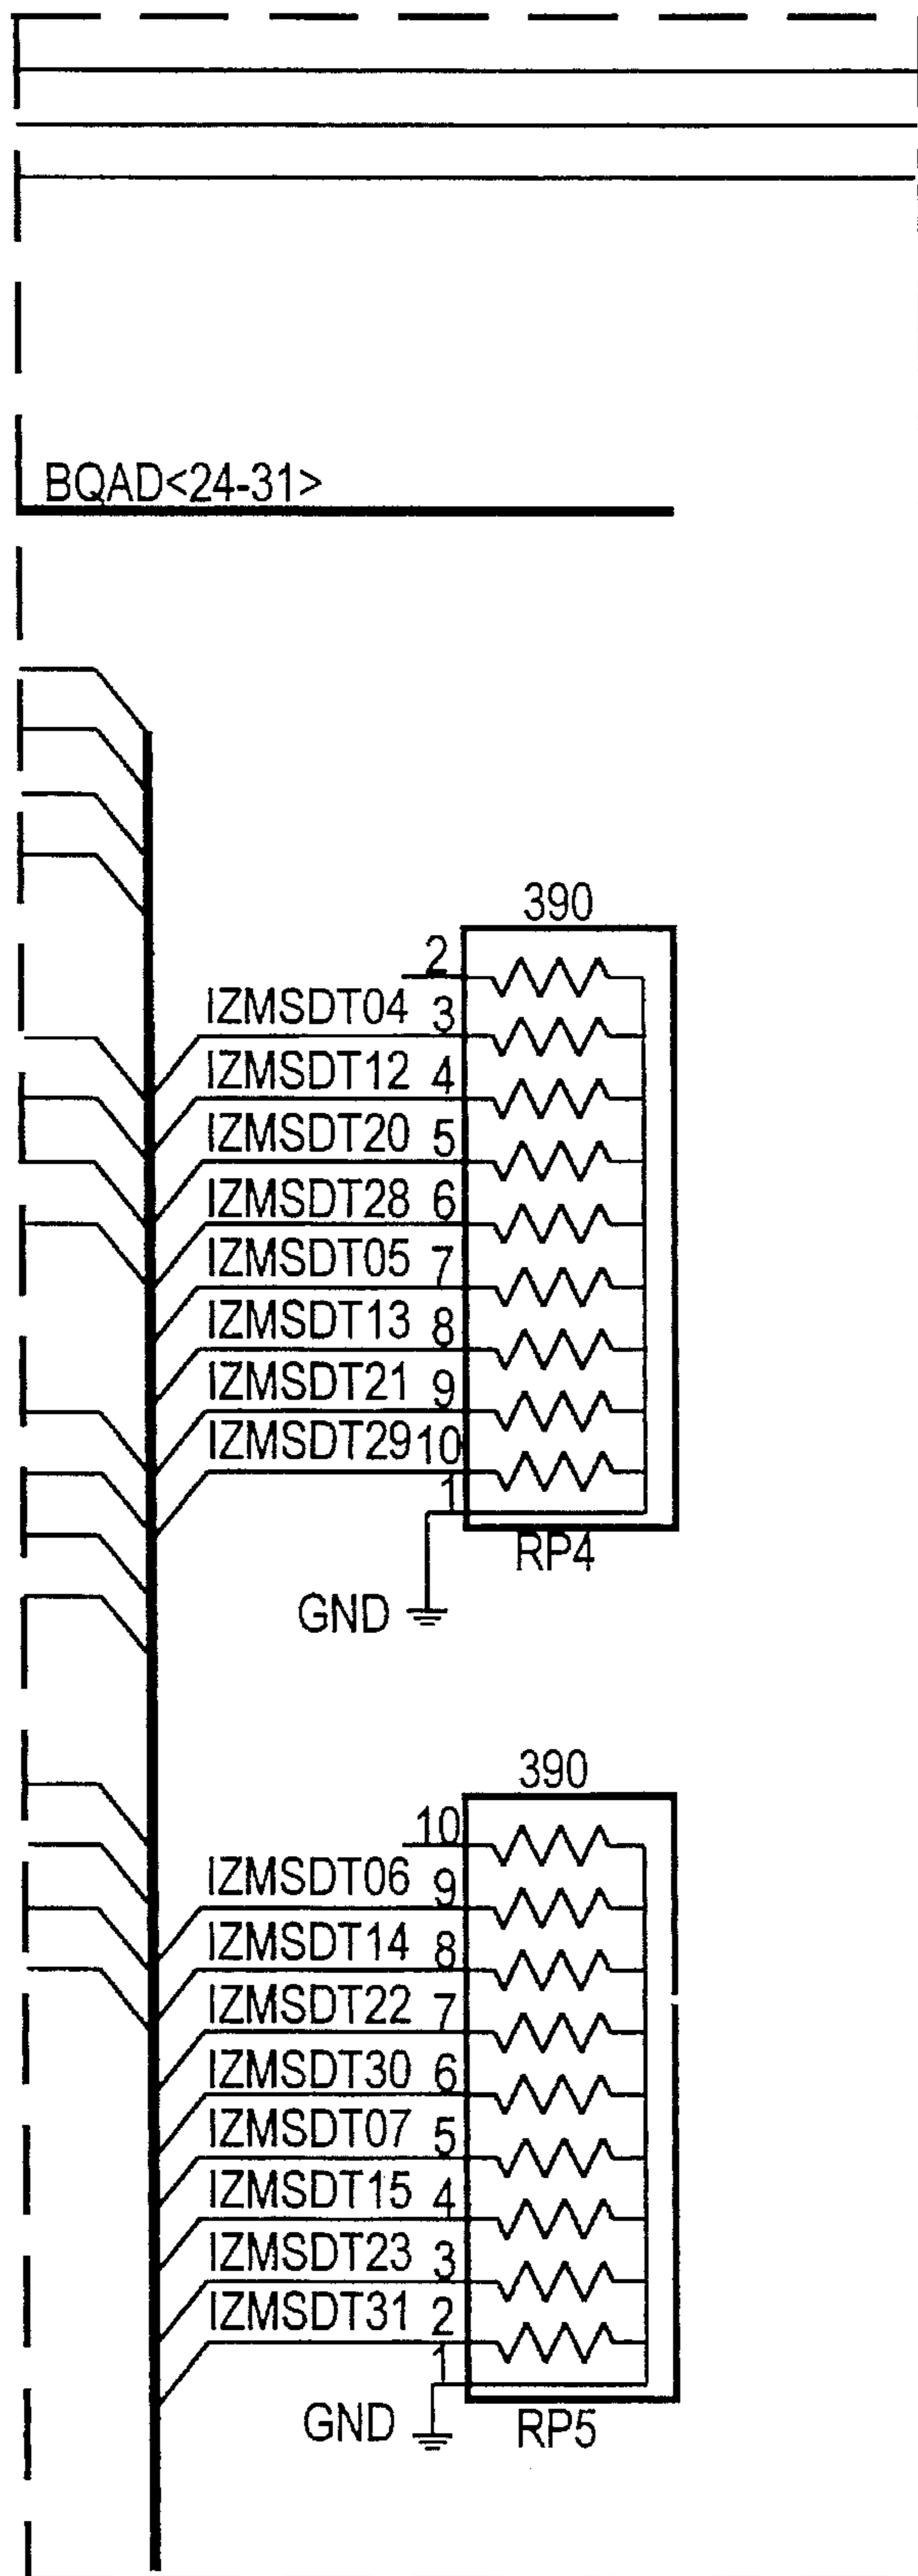 BQAD<24-31>
390
2
IZMSDT04 3
IZMSDT12 4
IZMSDT20 5
IZMSDT28 6
IZMSDT05 7
IZMSDT13 8
IZMSDT21 9
IZMSDT29 10
1
RP4
GND
390
10
IZMSDT06 9
IZMSDT14 8
IZMSDT22 7
IZMSDT30 6
IZMSDT07 5
IZMSDT15 4
IZMSDT23 3
IZMSDT31 2
1
GND RP5